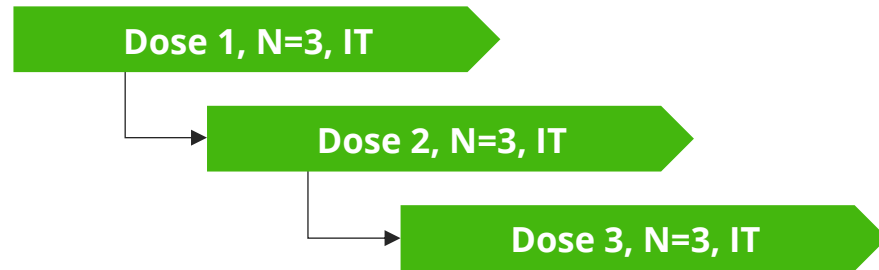 Dose 1, N=3, IT
Dose 2, N=3, IT
Dose 3, N=3, IT